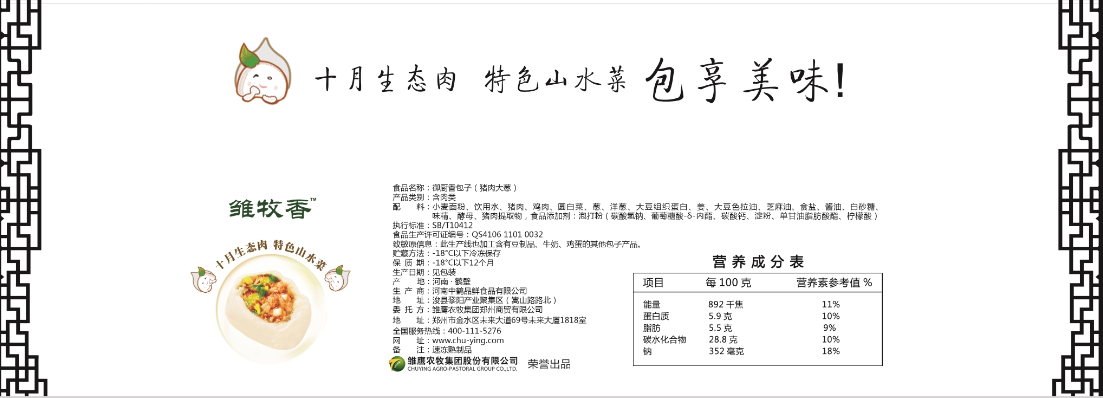 十月生态肉 特色山水菜 包享美味!
雏牧香™
十月生态肉 特色山水菜
食品名称：御厨香包子（猪肉大葱）
产品类别：含肉类
配 料：小麦面粉、饮用水、猪肉、鸡肉、圆白菜、葱、洋葱、大豆组织蛋白、姜、大豆色拉油、芝麻油、食盐、酱油、白砂糖、
味精、酵母、猪肉提取物，食品添加剂：泡打粉（碳酸氢钠、葡萄糖酸-δ-内酯、碳酸钙、淀粉、单甘油脂肪酸酯、柠檬酸）
执行标准：SB/T10412
食品生产许可证编号：QS4106 1101 0032
致敏原信息：此生产线也加工含有豆制品、牛奶、鸡蛋的其他包子产品。
贮藏方法：-18°C以下冷冻保存
保 质 期：-18°C以下12个月
生产日期：见包装
产 地：河南·鹤壁
生 产 商：河南中鹤品鲜食品有限公司
地 址：浚县黎阳产业聚集区（嵩山路路北）
委 托 方：雏鹰农牧集团郑州商贸有限公司
地 址：郑州市金水区未来大道69号未来大厦1818室
全国服务热线：400-111-5276
网 址：www.chu-ying.com
备 注：速冻熟制品
雏鹰农牧集团股份有限公司 荣誉出品
CHUYING AGRO-PASTORAL GROUP CO.,LTD.
营养成分表
项目 每 100 克 营养素参考值 %
能量 892 千焦 11%
蛋白质 5.9 克 10%
脂肪 5.5 克 9%
碳水化合物 28.8 克 10%
钠 352 毫克 18%